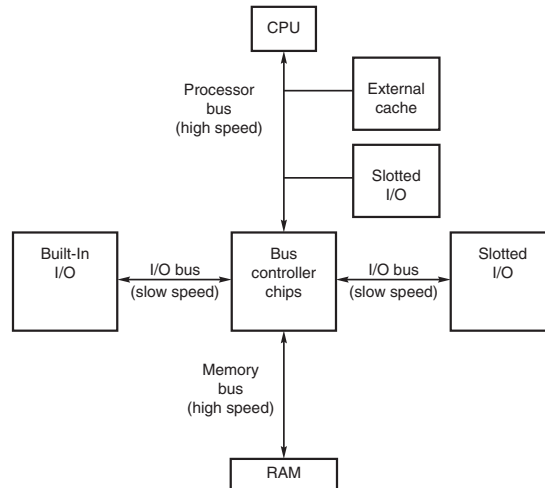 CPU
Processor
bus
(high speed)
External
cache
Slotted
I/O
Built-In
I/O
I/O bus
(slow speed)
Bus
controller
chips
I/O bus
(slow speed)
Slotted
I/O
Memory
bus
(high speed)
RAM